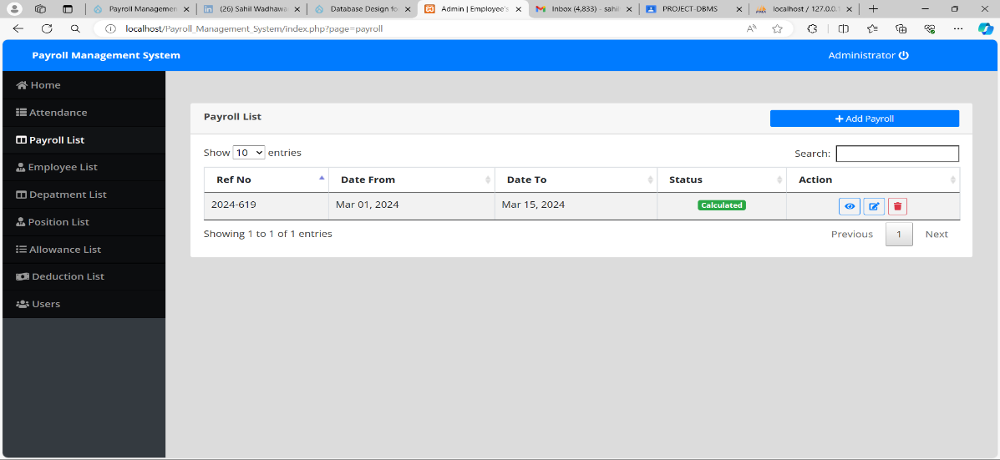 Payroll Managemen
(26) Sahil Wadhawa
Database Design fo
Admin | Employee's
Inbox (4,833) - sahil
PROJECT-DBMS
localhost / 127.0.0.1
localhost/Payroll_Management_System/index.php?page=payroll
Payroll Management System
Administrator
Home
Attendance
Payroll List
Employee List
Depatment List
Position List
Allowance List
Deduction List
Users
Payroll List
+ Add Payroll
Show 10 entries
Search:
Ref No Date From Date To Status Action
2024-619 Mar 01, 2024 Mar 15, 2024 Calculated
Showing 1 to 1 of 1 entries
Previous 1 Next